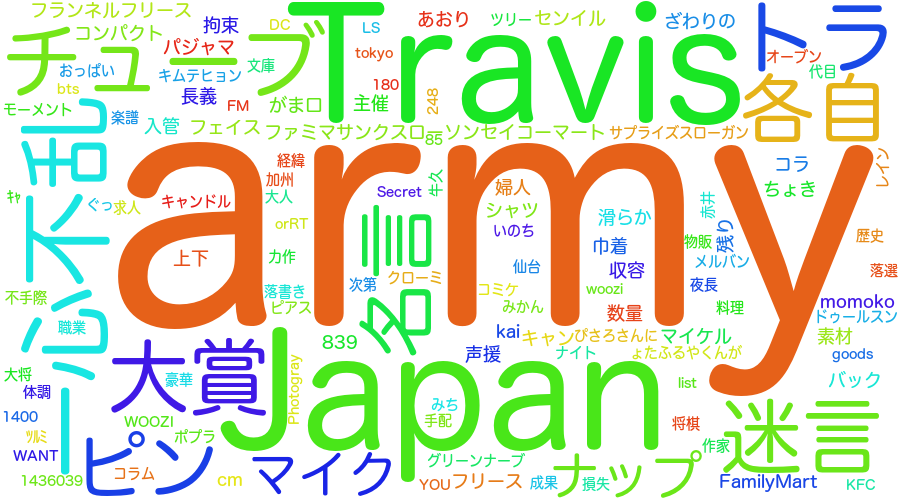 フランネルフリース
拘束
DC
LS
あおり
ツリー
センイル
ざわりの
トラ
チューブ
コンパクト
パジャマ
Travis
tokyo
オーブン
おっぱい
キムテヒョン
文庫
代目
bts
長義
FM
がま口
主催
180
248
各自
モーメント
楽譜
入管
フェイス
ファミマサンクスローソンセイコーマート
85
サプライズスローガン
一心不乱
army
経緯
加州
コラ
レイン
キャ
ぐっ
求人
キャンドル
大人
Secret
牛久
婦人
ちょき
シャツ
赤井
orRT
名言
いのち
滑らか
残り
歴史
上下
力作
巾着
物販
メルバン
仙台
収容
落選
次第
クローミ
夜長
不手際
落書き
コミケ
woozi
ピアス
みかん
数量
料理
momoko
ドゥールスン
職業
839
kai
キャン
ぴさろさんに
マイケル
素材
大賞
Japan
声援
ナイト
ょたふるやくんが
goods
大将
体調
豪華
Photogray
list
バック
1400
みち
手配
WOOZI
将棋
迷言
ツルミ
WANT
ポプラ
作家
ピン
コラム
マイク
グリーンナーブ
ナップ
1436039
cm
YOU
フリース
成果
損失
FamilyMart
KFC